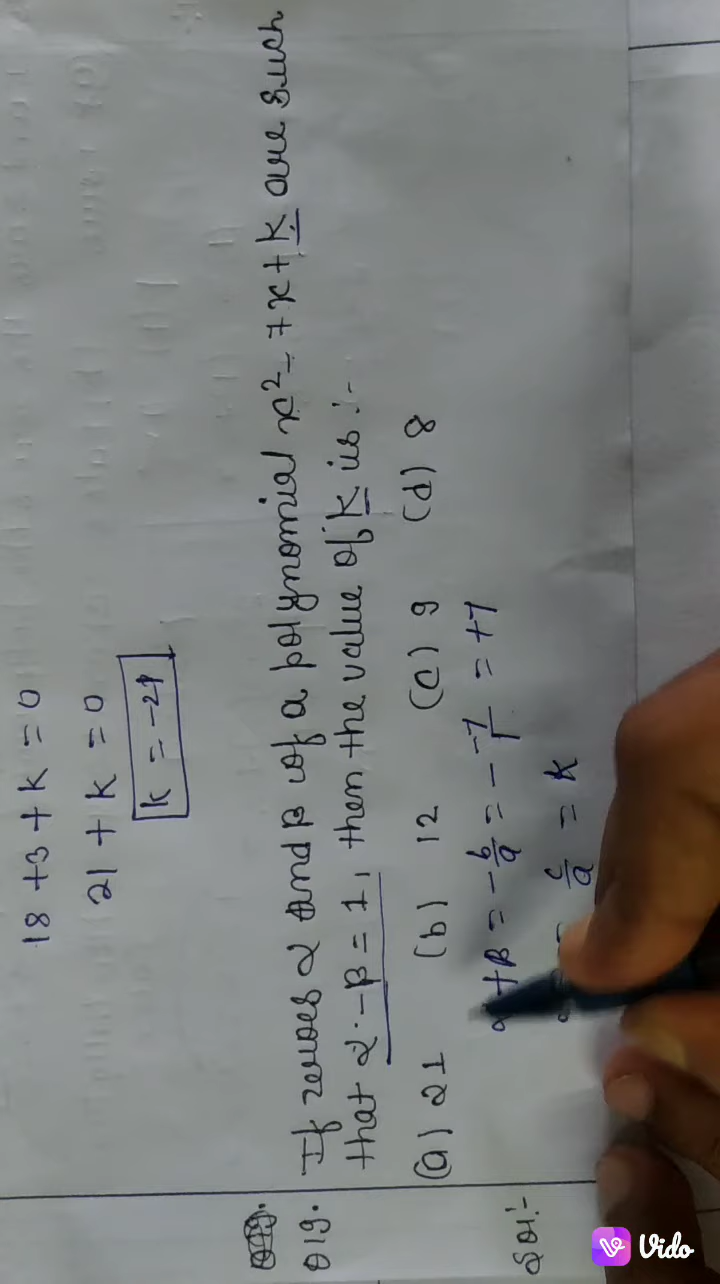 18 + 3 + K = 0
21 + K = 0
K = -21
Q19. If zeroes α and β of a polynomial x² - 7x + k are such
that α - β = 1, then the value of K is :-
(a) 21 (b) 12 (c) 9 (d) 8
Sol:- α + β = -b/a = - -7/1 = +7
= c/a = K
Vido